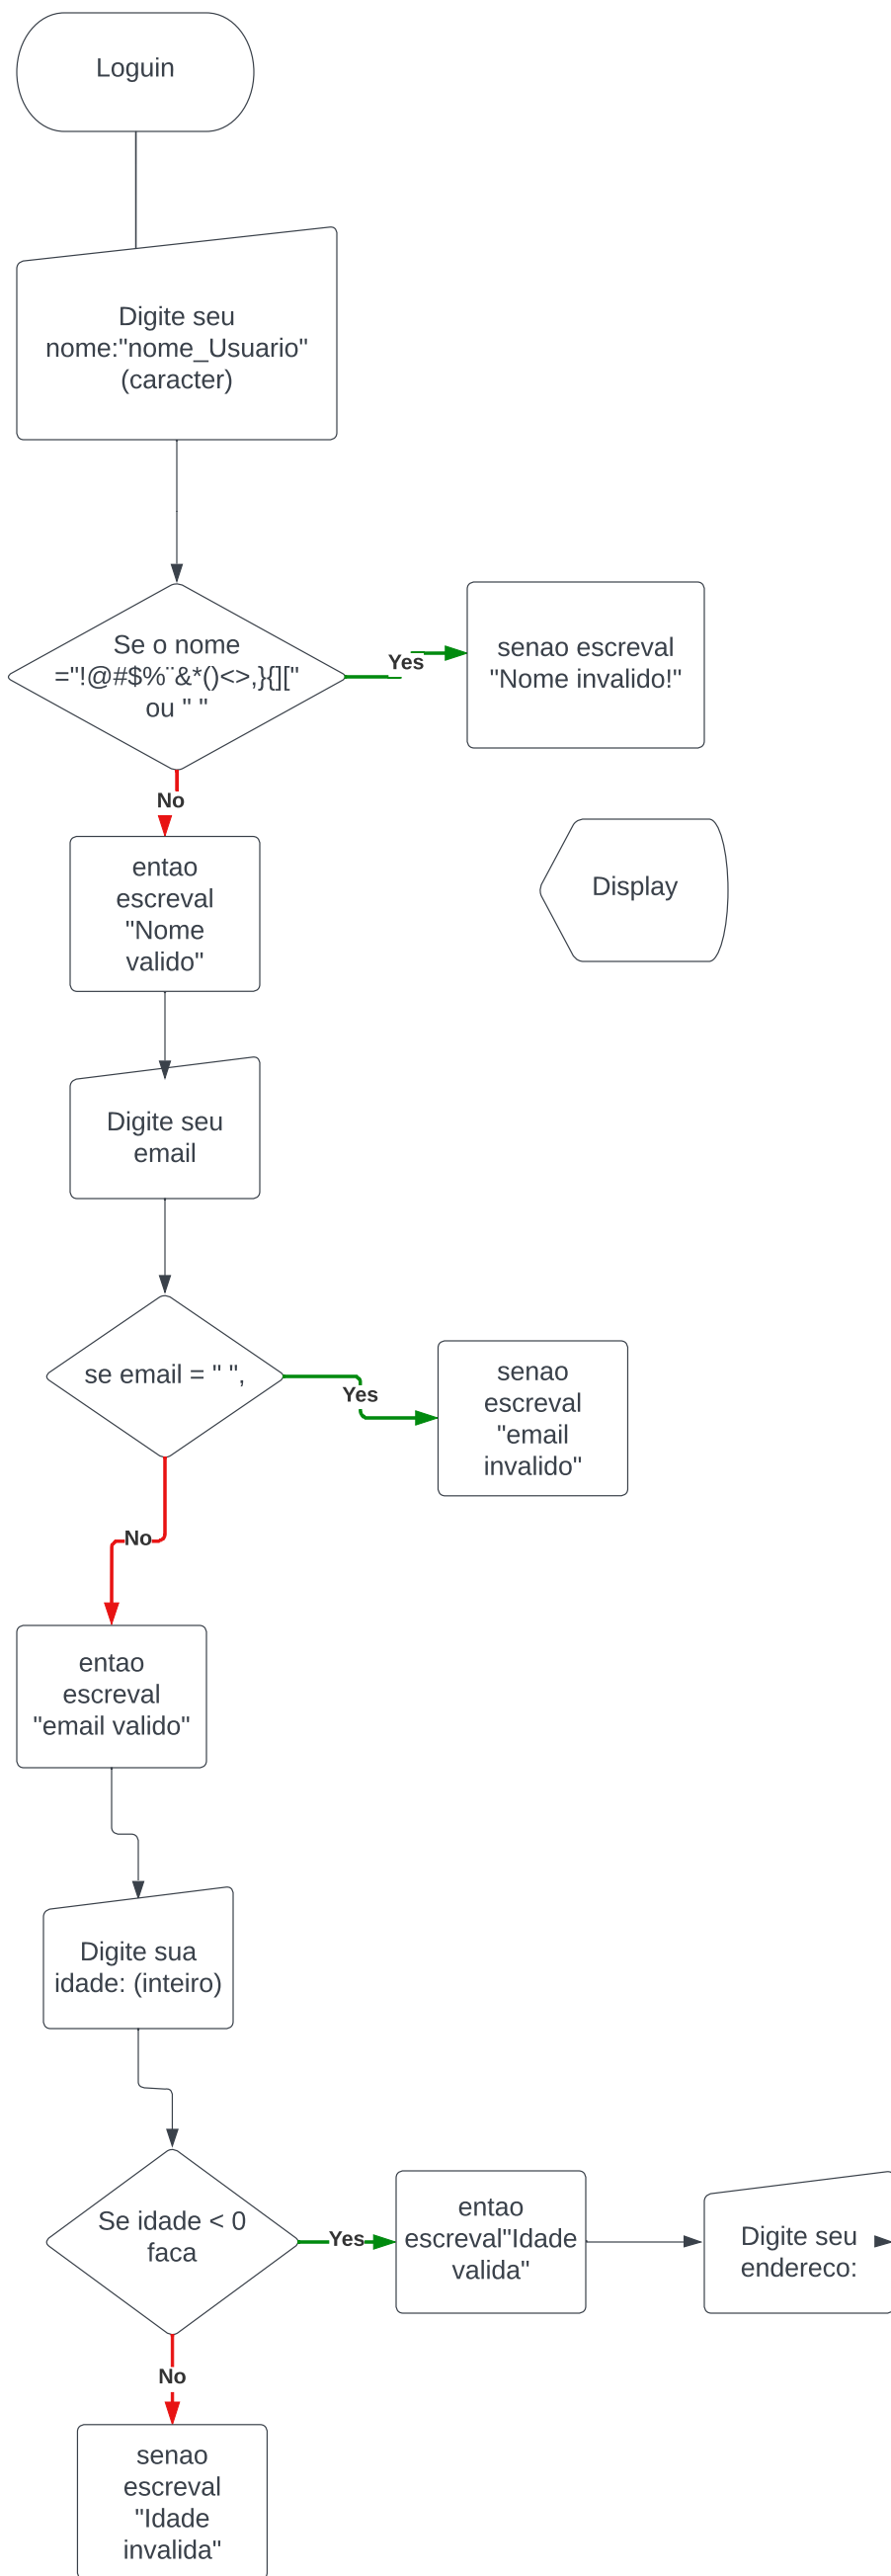 Loguin
Digite seu
nome:"nome_Usuario"
(caracter)
Se o nome
="!@#$%¨&*()<>,}{]["
ou " "
Yes
senao escreval
"Nome invalido!"
No
entao
escreval
"Nome
valido"
Display
Digite seu
email
se email = " ",
Yes
senao
escreval
"email
invalido"
No
entao
escreval
"email valido"
Digite sua
idade: (inteiro)
Se idade < 0
faca
Yes
entao
escreval"Idade
valida"
Digite seu
endereco:
No
senao
escreval
"Idade
invalida"